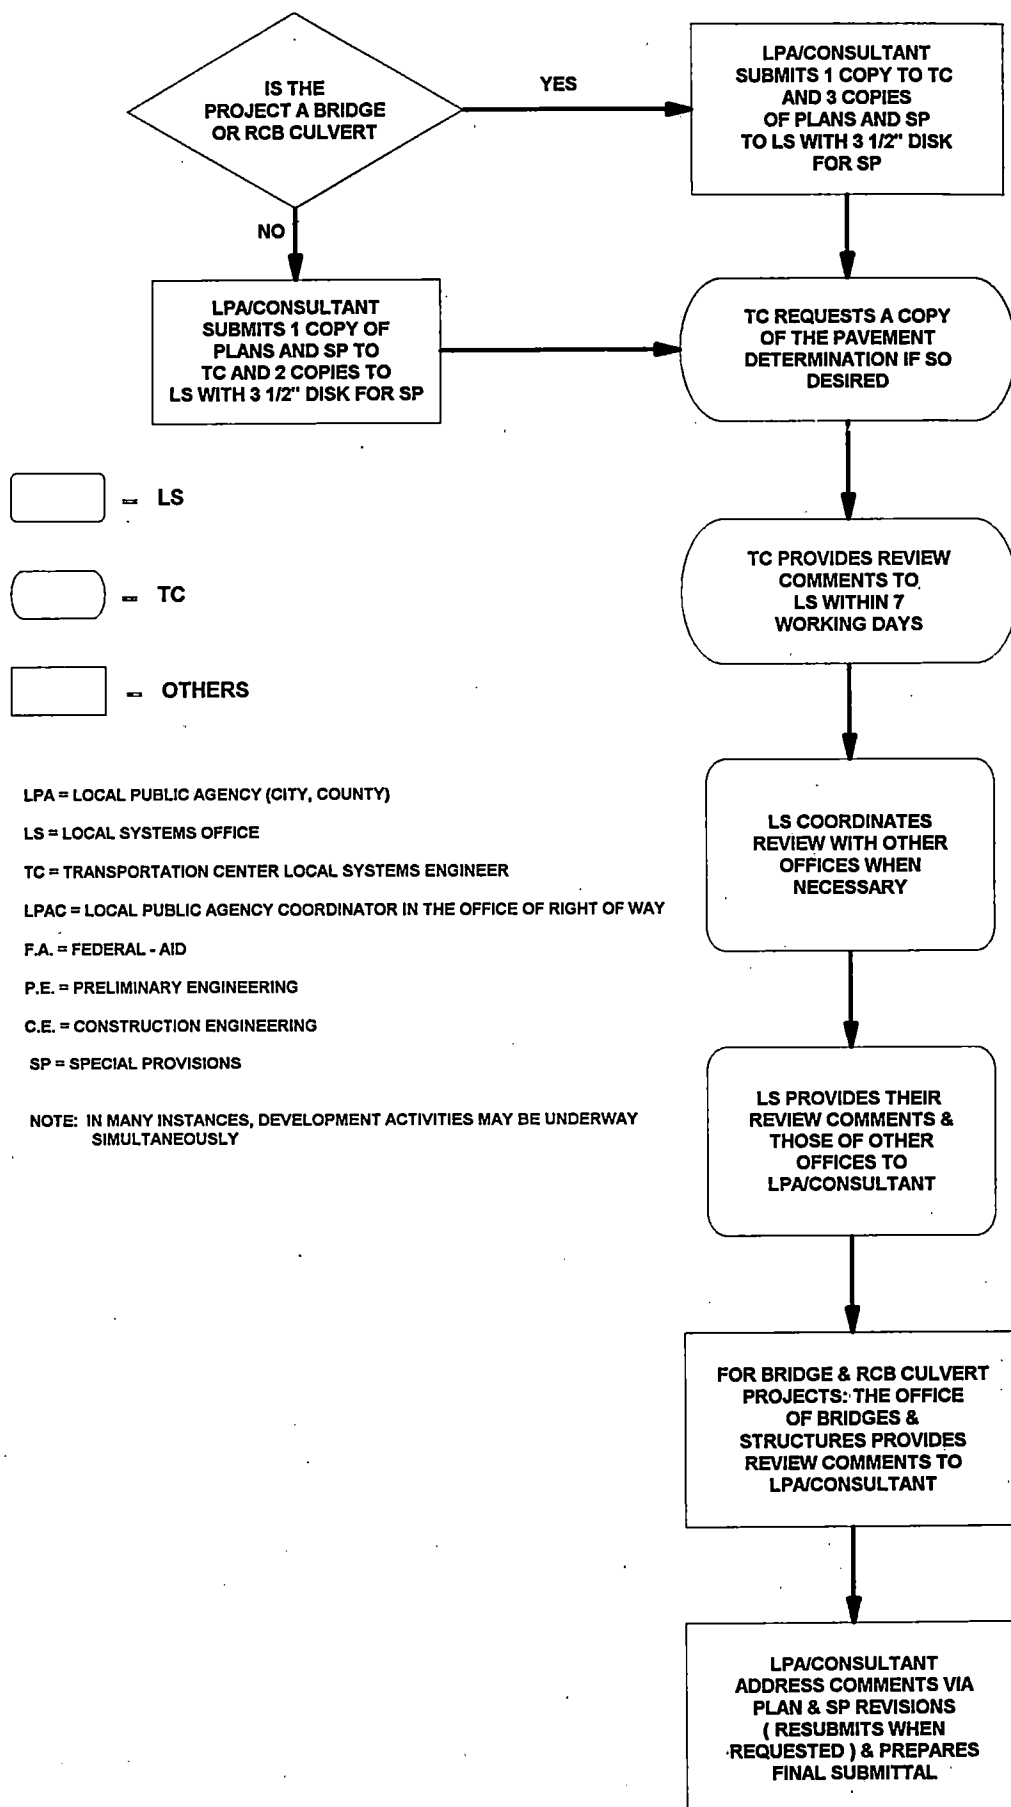 IS THE
PROJECT A BRIDGE
OR RCB CULVERT
YES
LPA/CONSULTANT
SUBMITS 1 COPY TO TC
AND 3 COPIES
OF PLANS AND SP
TO LS WITH 3 1/2" DISK
FOR SP
NO
LPA/CONSULTANT
SUBMITS 1 COPY OF
PLANS AND SP TO
TC AND 2 COPIES TO
LS WITH 3 1/2" DISK FOR SP
TC REQUESTS A COPY
OF THE PAVEMENT
DETERMINATION IF SO
DESIRED
= LS
= TC
= OTHERS
TC PROVIDES REVIEW
COMMENTS TO
LS WITHIN 7
WORKING DAYS
LS COORDINATES
REVIEW WITH OTHER
OFFICES WHEN
NECESSARY
LPA = LOCAL PUBLIC AGENCY (CITY, COUNTY)
LS = LOCAL SYSTEMS OFFICE
TC = TRANSPORTATION CENTER LOCAL SYSTEMS ENGINEER
LPAC = LOCAL PUBLIC AGENCY COORDINATOR IN THE OFFICE OF RIGHT OF WAY
F.A. = FEDERAL - AID
P.E. = PRELIMINARY ENGINEERING
C.E. = CONSTRUCTION ENGINEERING
SP = SPECIAL PROVISIONS
NOTE: IN MANY INSTANCES, DEVELOPMENT ACTIVITIES MAY BE UNDERWAY
SIMULTANEOUSLY
LS PROVIDES THEIR
REVIEW COMMENTS &
THOSE OF OTHER
OFFICES TO
LPA/CONSULTANT
FOR BRIDGE & RCB CULVERT
PROJECTS: THE OFFICE
OF BRIDGES &
STRUCTURES PROVIDES
REVIEW COMMENTS TO
LPA/CONSULTANT
LPA/CONSULTANT
ADDRESS COMMENTS VIA
PLAN & SP REVISIONS
( RESUBMITS WHEN
REQUESTED ) & PREPARES
FINAL SUBMITTAL